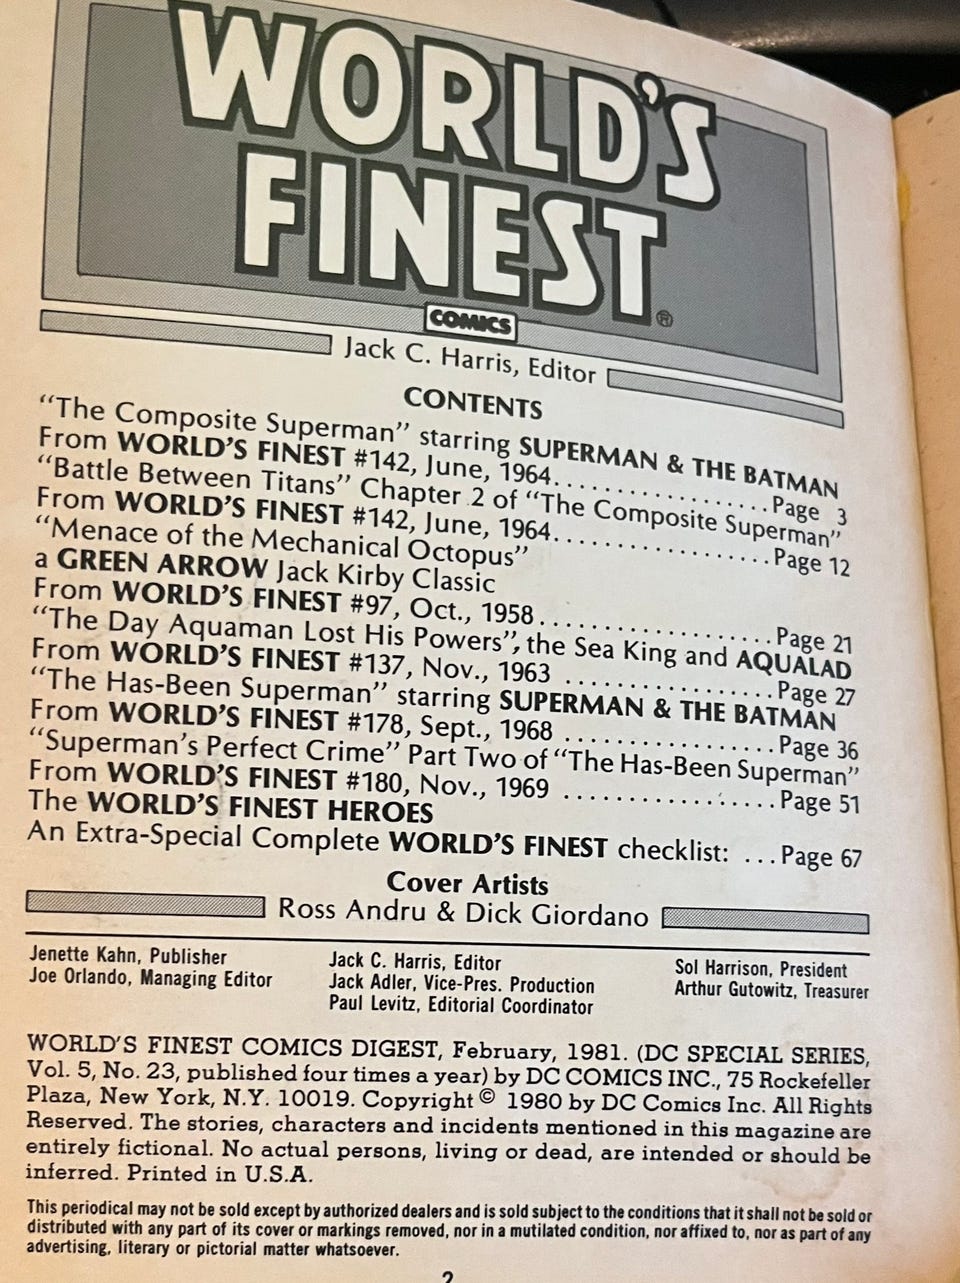 WORLD'S
FINEST®
COMICS
Jack C. Harris, Editor
CONTENTS
“The Composite Superman” starring SUPERMAN & THE BATMAN
From WORLD'S FINEST #142, June, 1964. . . . . . . . . . . . . . . . . Page 3
“Battle Between Titans” Chapter 2 of “The Composite Superman”
From WORLD'S FINEST #142, June, 1964. . . . . . . . . . . . . . . . . Page 12
“Menace of the Mechanical Octopus”
a GREEN ARROW Jack Kirby Classic
From WORLD'S FINEST #97, Oct., 1958. . . . . . . . . . . . . . . . . . Page 21
“The Day Aquaman Lost His Powers”, the Sea King and AQUALAD
From WORLD'S FINEST #137, Nov., 1963 . . . . . . . . . . . . . . . . Page 27
“The Has-Been Superman” starring SUPERMAN & THE BATMAN
From WORLD'S FINEST #178, Sept., 1968 . . . . . . . . . . . . . . . . Page 36
“Superman's Perfect Crime” Part Two of “The Has-Been Superman”
From WORLD'S FINEST #180, Nov., 1969 . . . . . . . . . . . . . . . . Page 51
The WORLD'S FINEST HEROES
An Extra-Special Complete WORLD'S FINEST checklist: . . . Page 67
Cover Artists
Ross Andru & Dick Giordano
Jenette Kahn, Publisher
Joe Orlando, Managing Editor
Jack C. Harris, Editor
Jack Adler, Vice-Pres. Production
Paul Levitz, Editorial Coordinator
Sol Harrison, President
Arthur Gutowitz, Treasurer
WORLD'S FINEST COMICS DIGEST, February, 1981. (DC SPECIAL SERIES,
Vol. 5, No. 23, published four times a year) by DC COMICS INC., 75 Rockefeller
Plaza, New York, N.Y. 10019. Copyright © 1980 by DC Comics Inc. All Rights
Reserved. The stories, characters and incidents mentioned in this magazine are
entirely fictional. No actual persons, living or dead, are intended or should be
inferred. Printed in U.S.A.
This periodical may not be sold except by authorized dealers and is sold subject to the conditions that it shall not be sold or
distributed with any part of its cover or markings removed, nor in a mutilated condition, nor affixed to, nor as part of any
advertising, literary or pictorial matter whatsoever.
2